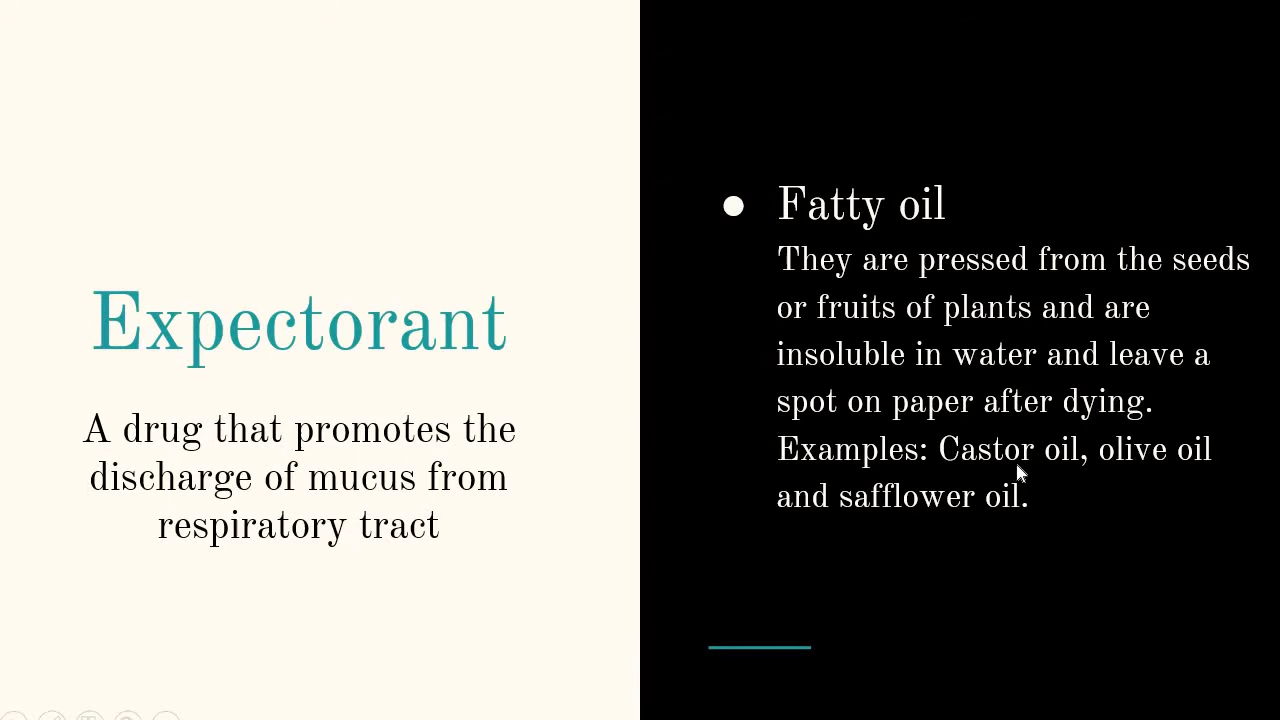 Expectorant
A drug that promotes the
discharge of mucus from
respiratory tract
● Fatty oil
They are pressed from the seeds
or fruits of plants and are
insoluble in water and leave a
spot on paper after dying.
Examples: Castor oil, olive oil
and safflower oil.